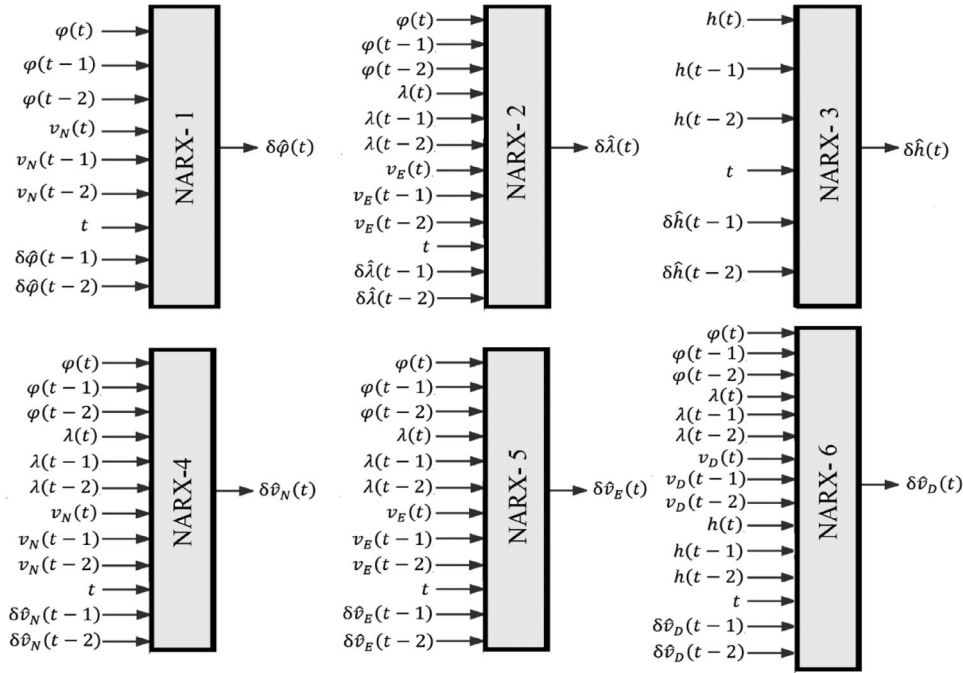 φ(t)
φ(t − 1)
φ(t − 2)
v_N(t)
v_N(t − 1)
v_N(t − 2)
t
δφ̂(t − 1)
δφ̂(t − 2)
NARX- 1
δφ̂(t)
φ(t)
φ(t − 1)
φ(t − 2)
λ(t)
λ(t − 1)
λ(t − 2)
v_E(t)
v_E(t − 1)
v_E(t − 2)
t
δλ̂(t − 1)
δλ̂(t − 2)
NARX- 2
δλ̂(t)
h(t)
h(t − 1)
h(t − 2)
t
δĥ(t − 1)
δĥ(t − 2)
NARX- 3
δĥ(t)
φ(t)
φ(t − 1)
φ(t − 2)
λ(t)
λ(t − 1)
λ(t − 2)
v_N(t)
v_N(t − 1)
v_N(t − 2)
t
δv̂_N(t − 1)
δv̂_N(t − 2)
NARX-4
δv̂_N(t)
φ(t)
φ(t − 1)
φ(t − 2)
λ(t)
λ(t − 1)
λ(t − 2)
v_E(t)
v_E(t − 1)
v_E(t − 2)
t
δv̂_E(t − 1)
δv̂_E(t − 2)
NARX- 5
δv̂_E(t)
φ(t)
φ(t − 1)
φ(t − 2)
λ(t)
λ(t − 1)
λ(t − 2)
v_D(t)
v_D(t − 1)
v_D(t − 2)
h(t)
h(t − 1)
h(t − 2)
t
δv̂_D(t − 1)
δv̂_D(t − 2)
NARX- 6
δv̂_D(t)